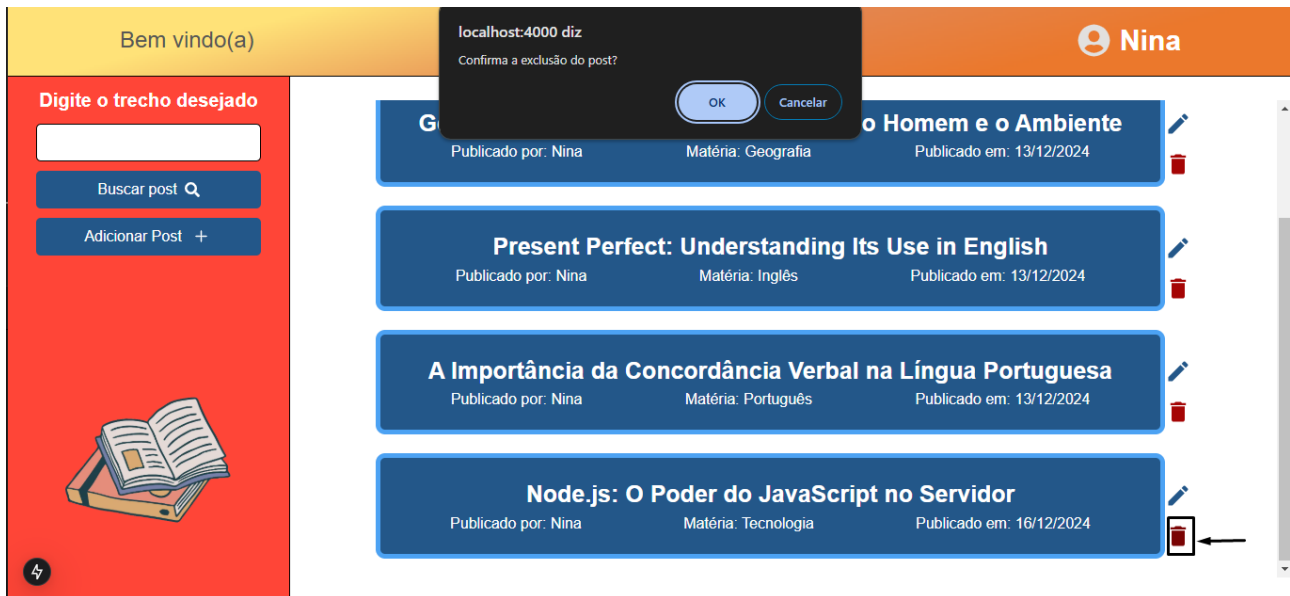 Bem vindo(a)
localhost:4000 diz
Confirma a exclusão do post?
OK
Cancelar
Nina
Digite o trecho desejado
Buscar post
Adicionar Post +
o Homem e o Ambiente
Publicado por: Nina Matéria: Geografia Publicado em: 13/12/2024
Present Perfect: Understanding Its Use in English
Publicado por: Nina Matéria: Inglês Publicado em: 13/12/2024
A Importância da Concordância Verbal na Língua Portuguesa
Publicado por: Nina Matéria: Português Publicado em: 13/12/2024
Node.js: O Poder do JavaScript no Servidor
Publicado por: Nina Matéria: Tecnologia Publicado em: 16/12/2024